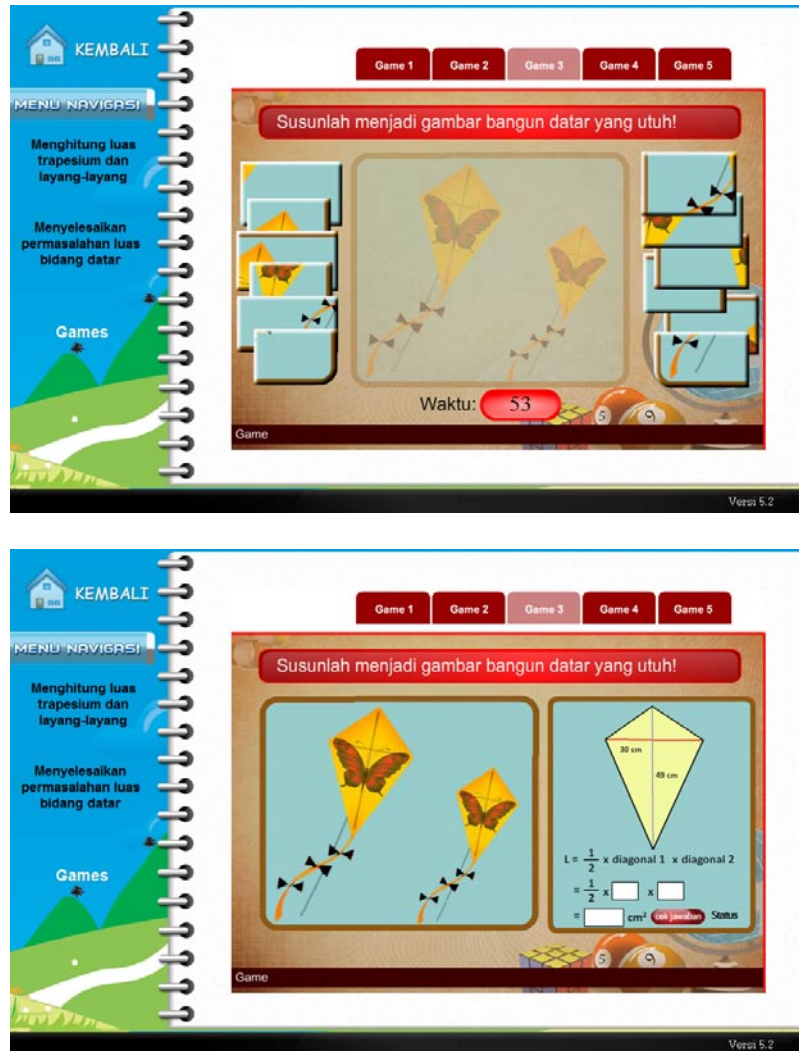 KEMBALI
MENU NAVIGASI
Menghitung luas
trapesium dan
layang-layang
Menyelesaikan
permasalahan luas
bidang datar
Games
Game 1 Game 2 Game 3 Game 4 Game 5
Susunlah menjadi gambar bangun datar yang utuh!
Waktu: 53
5 9
Game
Versi 5.2
KEMBALI
MENU NAVIGASI
Menghitung luas
trapesium dan
layang-layang
Menyelesaikan
permasalahan luas
bidang datar
Games
Game 1 Game 2 Game 3 Game 4 Game 5
Susunlah menjadi gambar bangun datar yang utuh!
30 cm
49 cm
L = 1/2 x diagonal 1 x diagonal 2
= 1/2 x x
= cm² cek jawaban Status
5 9
Game
Versi 5.2